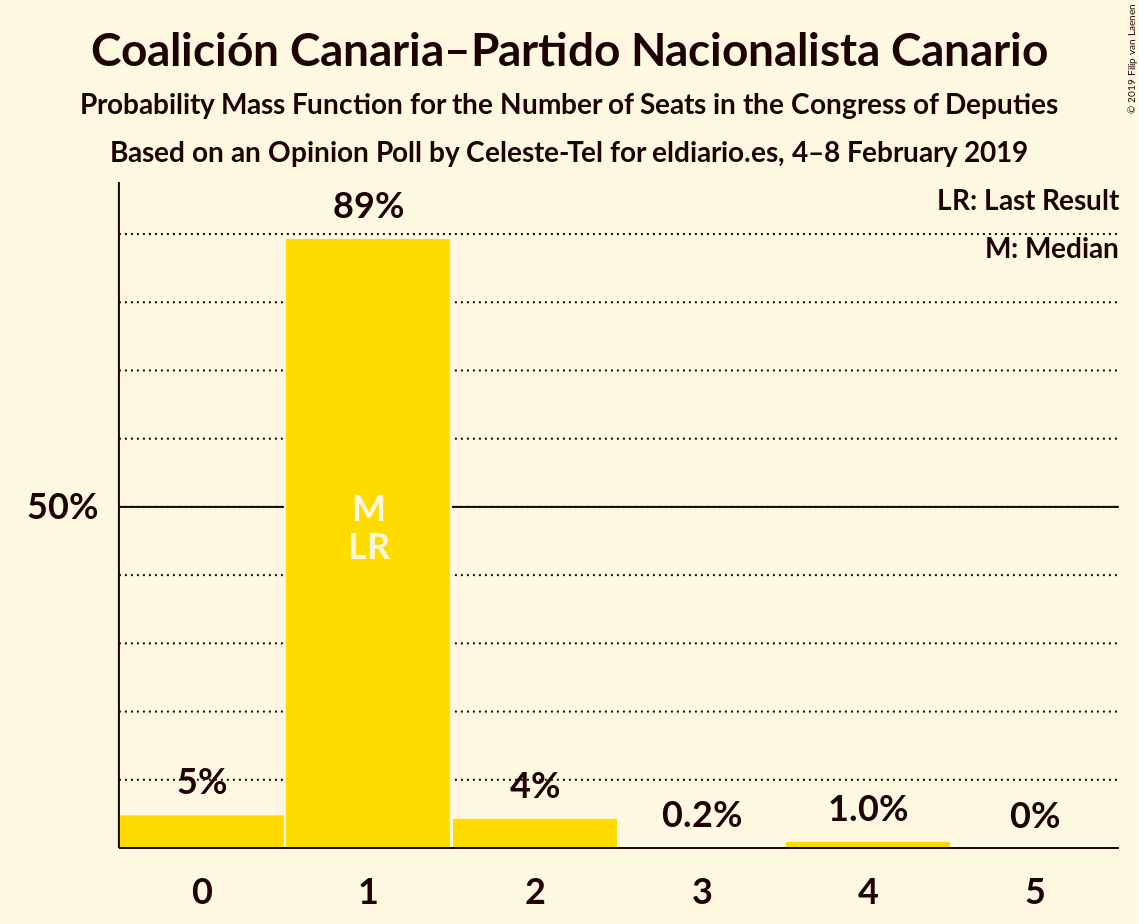 Coalición Canaria–Partido Nacionalista Canario
Probability Mass Function for the Number of Seats in the Congress of Deputies
Based on an Opinion Poll by Celeste-Tel for eldiario.es, 4–8 February 2019
© 2019 Filip van Laenen
LR: Last Result
M: Median
89%
50%
M
LR
5%
4%
0.2%
1.0%
0%
0
1
2
3
4
5